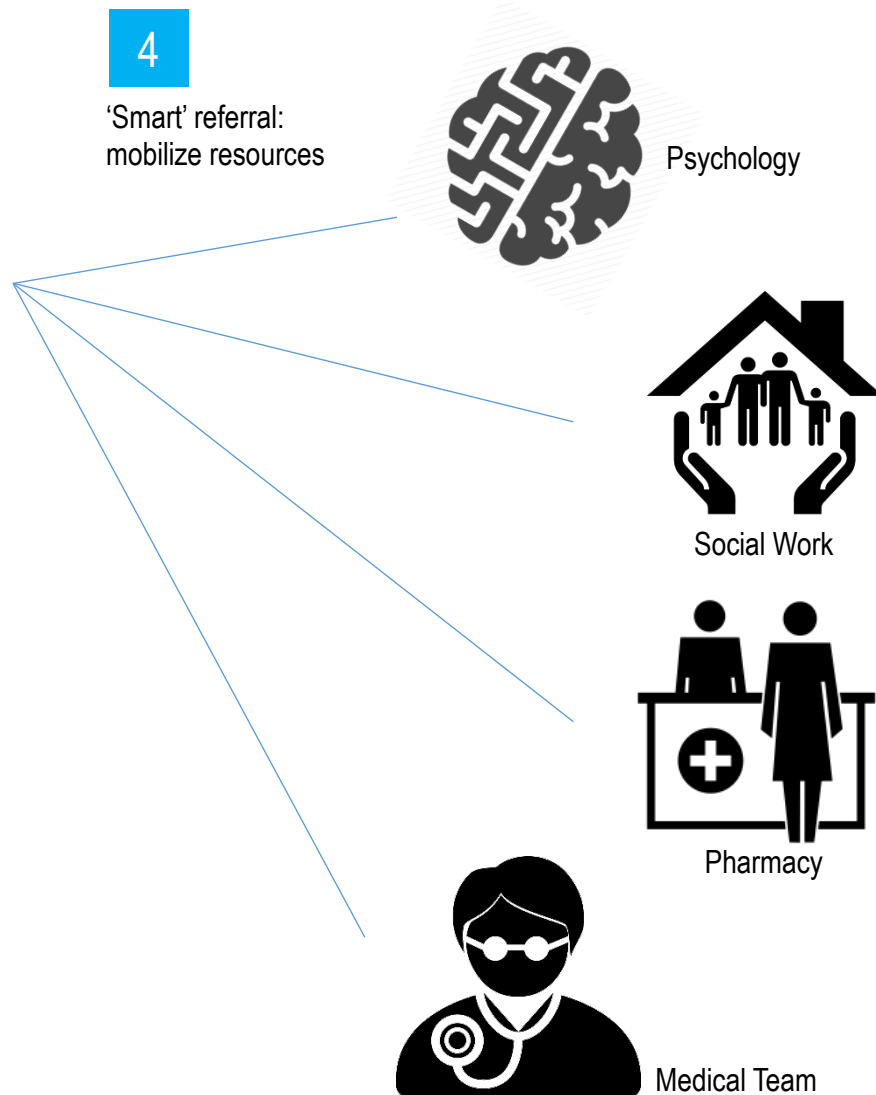 4
‘Smart’ referral:
mobilize resources
Psychology
Social Work
Pharmacy
Medical Team